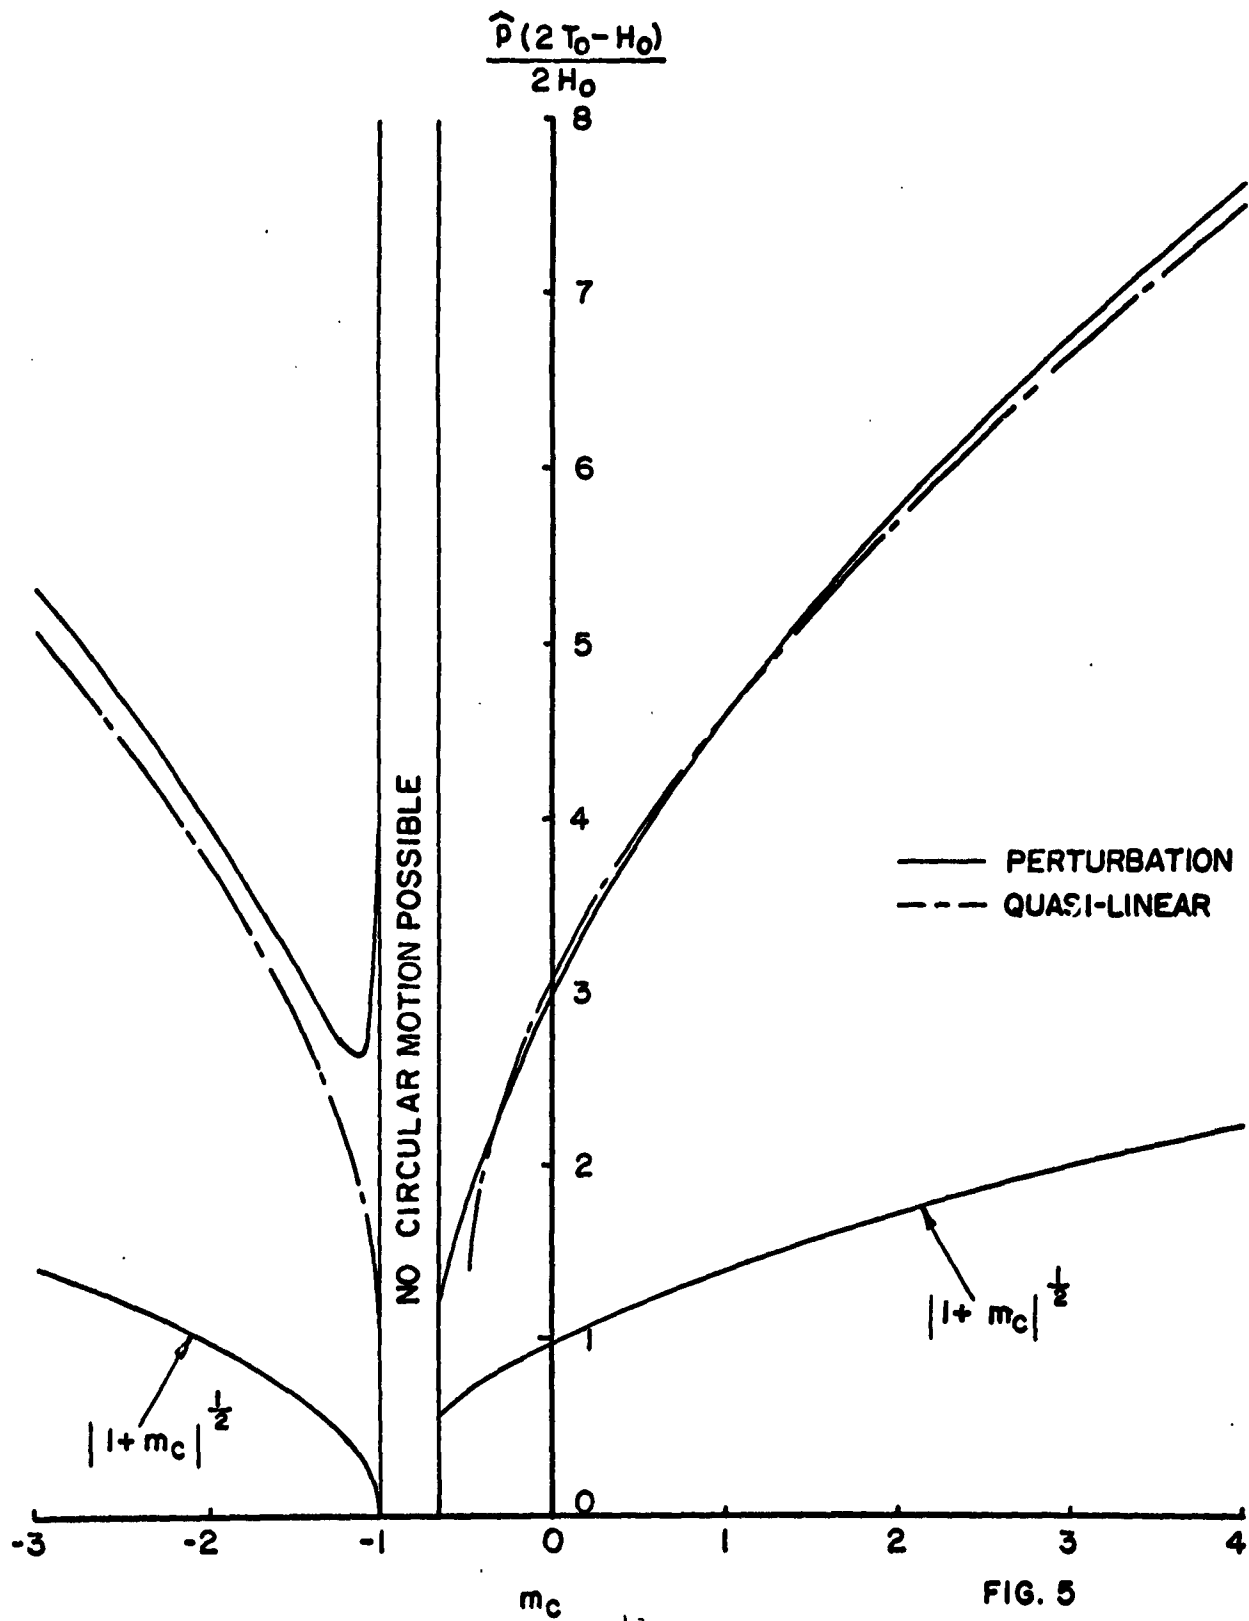 p̂(2T₀-H₀)
2H₀
8
7
6
5
4
3
2
1
0
NO CIRCULAR MOTION POSSIBLE
PERTURBATION
QUASI-LINEAR
|1+ m_c|^½
|1+ m_c|^½
-3 -2 -1 0 1 2 3 4
m_c
FIG. 5